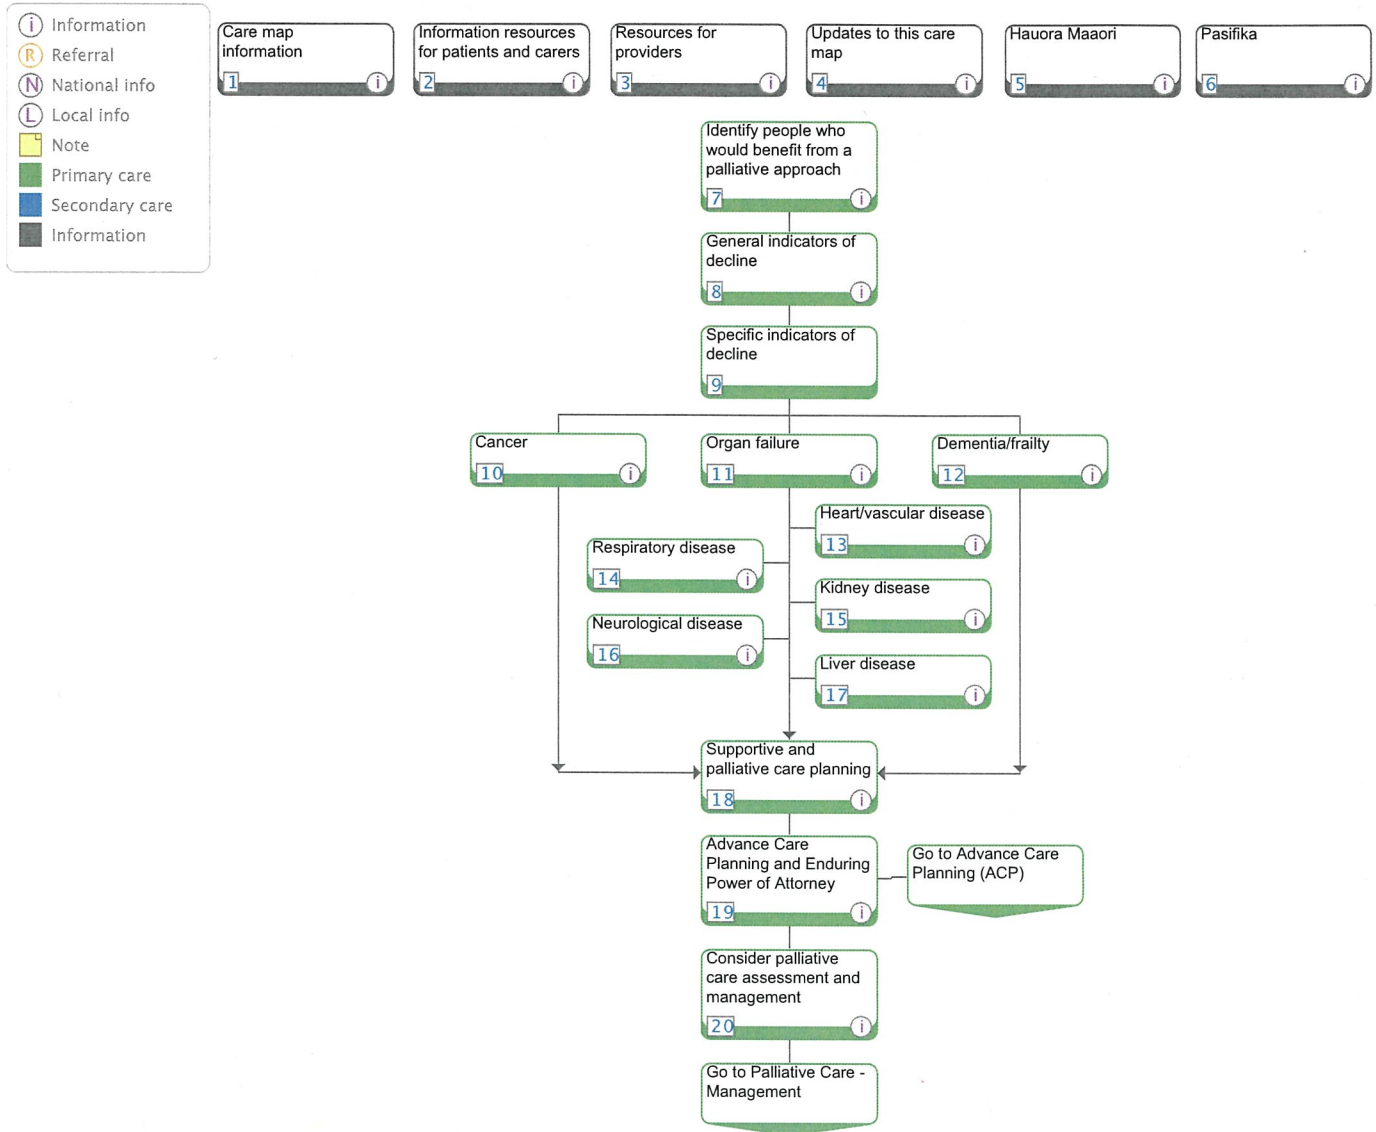 i Information
R Referral
N National info
L Local info
Note
Primary care
Secondary care
Information
Care map
information
1 i
Information resources
for patients and carers
2 i
Resources for
providers
3 i
Updates to this care
map
4 i
Hauora Maaori
5 i
Pasifika
6 i
Identify people who
would benefit from a
palliative approach
7 i
General indicators of
decline
8 i
Specific indicators of
decline
9
Cancer
10 i
Organ failure
11 i
Dementia/frailty
12 i
Heart/vascular disease
13 i
Respiratory disease
14 i
Kidney disease
15 i
Neurological disease
16 i
Liver disease
17 i
Supportive and
palliative care planning
18 i
Advance Care
Planning and Enduring
Power of Attorney
19 i
Go to Advance Care
Planning (ACP)
Consider palliative
care assessment and
management
20 i
Go to Palliative Care -
Management